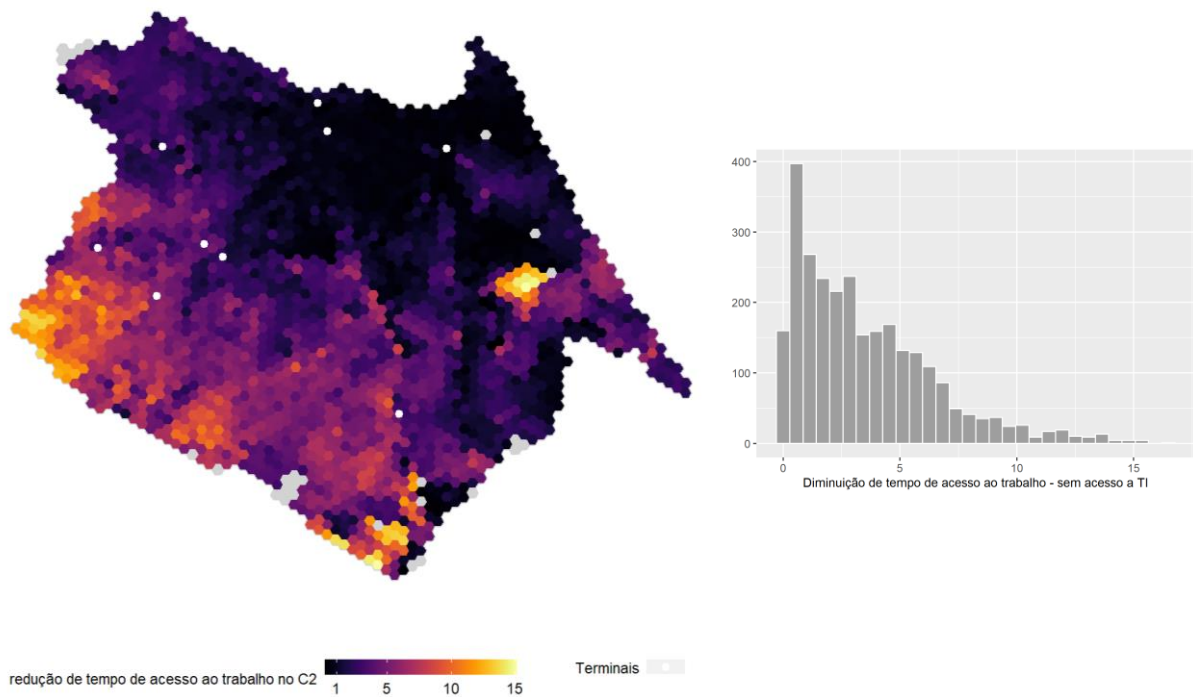 400
300
200
100
0
0 5 10 15
Diminuição de tempo de acesso ao trabalho - sem acesso a TI
redução de tempo de acesso ao trabalho no C2
1 5 10 15
Terminais